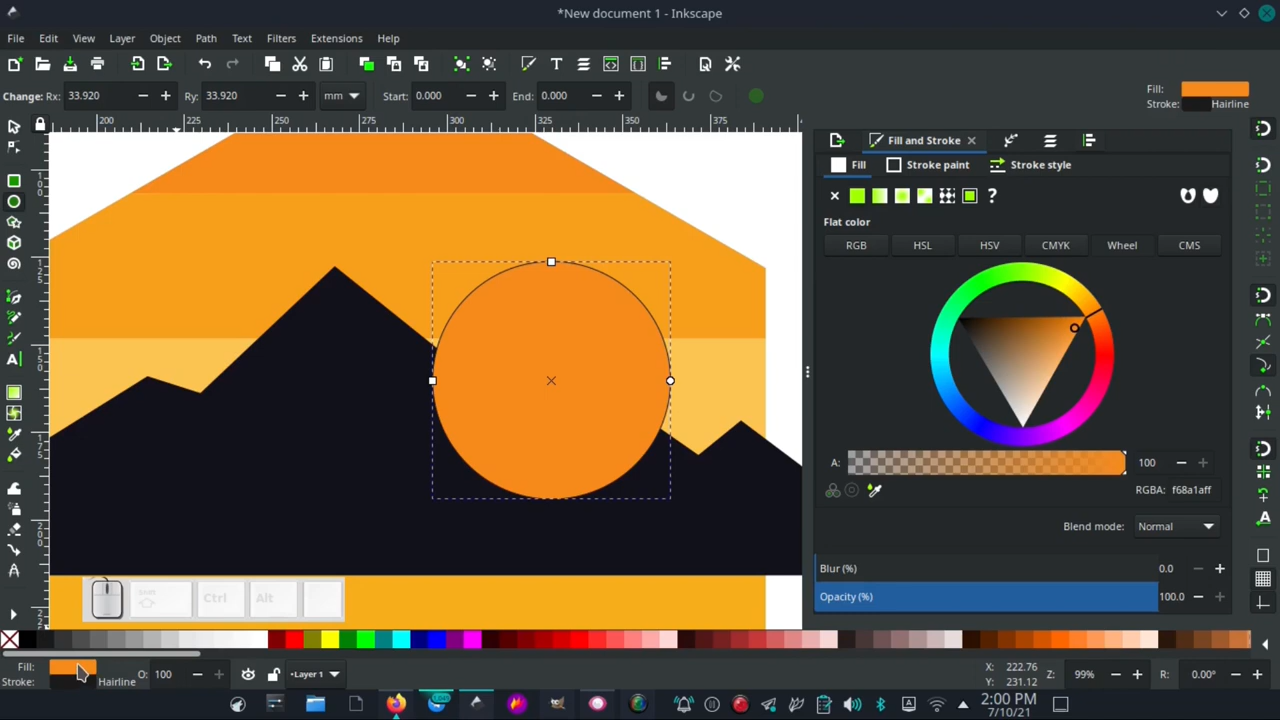 *New document 1 - Inkscape
File Edit View Layer Object Path Text Filters Extensions Help
Change: Rx: 33.920 Ry: 33.920 mm Start: 0.000 End: 0.000
Fill:
Stroke: Hairline
200 250 275 300 325 350 375
Fill and Stroke
Fill Stroke paint Stroke style
Flat color
RGB HSL HSV CMYK Wheel CMS
A: 100
RGBA: f68a1aff
Blend mode: Normal
Blur (%) 0.0
Opacity (%) 100.0
Shift Ctrl Alt
Fill: O: 100 •Layer 1 X: 222.76 Z: 99% R: 0.00°
Stroke: Hairline Y: 231.12
2:00 PM
7/10/21